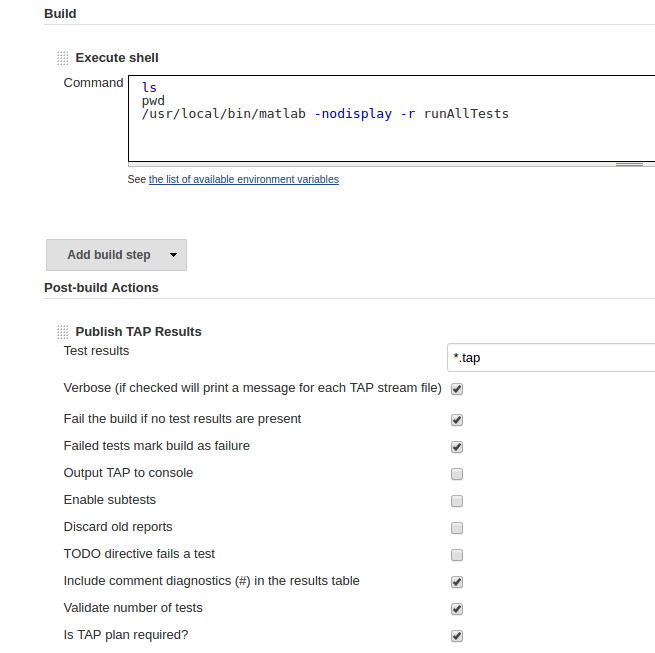 Build
Execute shell
Command
ls
pwd
/usr/local/bin/matlab -nodisplay -r runAllTests
See the list of available environment variables
Add build step
Post-build Actions
Publish TAP Results
Test results
*.tap
Verbose (if checked will print a message for each TAP stream file)
Fail the build if no test results are present
Failed tests mark build as failure
Output TAP to console
Enable subtests
Discard old reports
TODO directive fails a test
Include comment diagnostics (#) in the results table
Validate number of tests
Is TAP plan required?